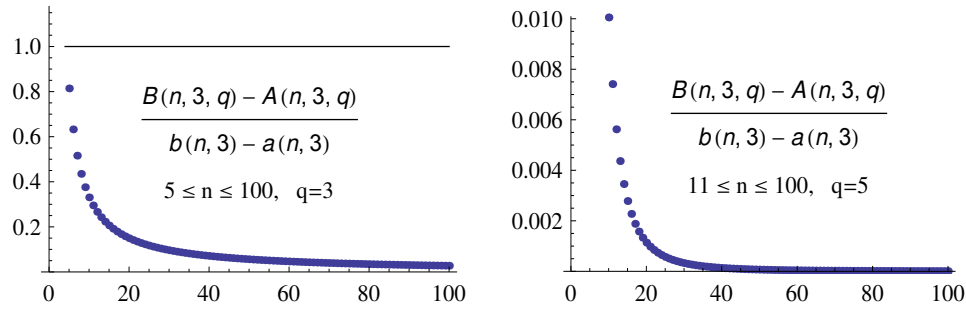 1.0
0.8
0.6
0.4
0.2
B(n, 3, q) – A(n, 3, q)
b(n, 3) – a(n, 3)
5 ≤ n ≤ 100, q=3
0 20 40 60 80 100
0.010
0.008
0.006
0.004
0.002
B(n, 3, q) – A(n, 3, q)
b(n, 3) – a(n, 3)
11 ≤ n ≤ 100, q=5
0 20 40 60 80 100